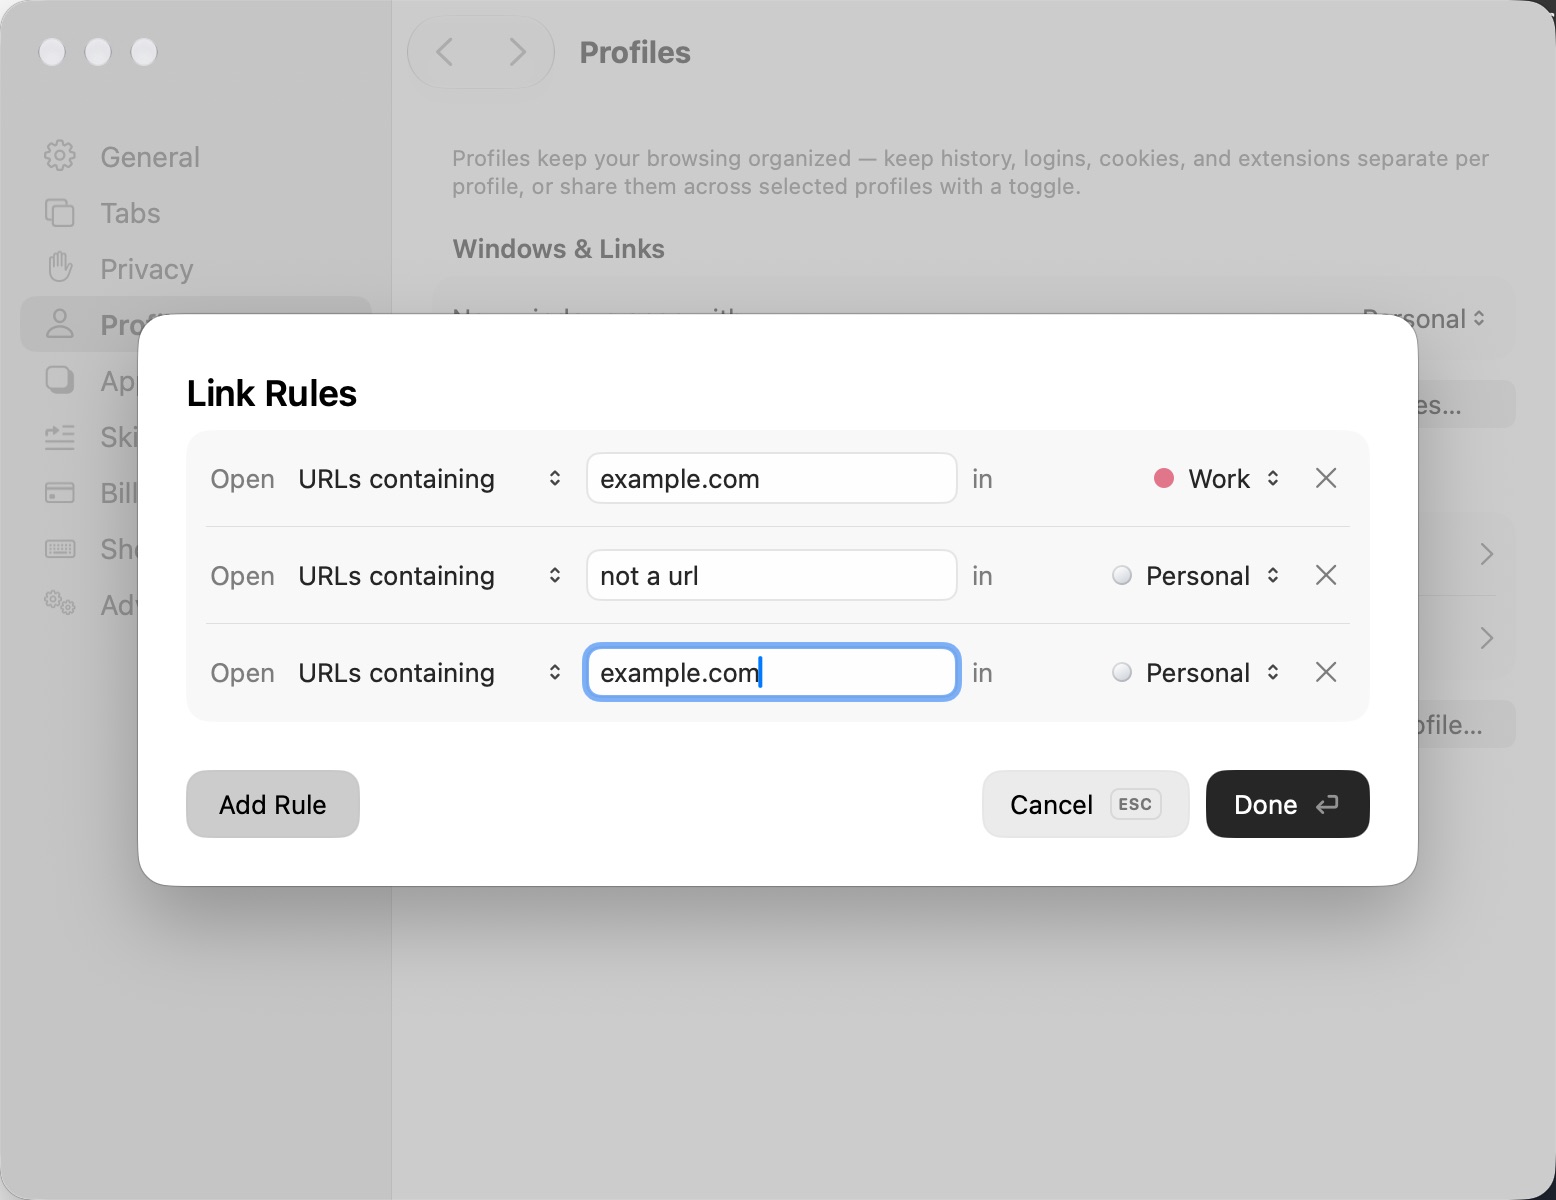 Profiles
General
Tabs
Privacy
Profiles keep your browsing organized — keep history, logins, cookies, and extensions separate per
profile, or share them across selected profiles with a toggle.
Windows & Links
Link Rules
Open URLs containing example.com in Work
Open URLs containing not a url in Personal
Open URLs containing example.com in Personal
Add Rule
Cancel ESC
Done